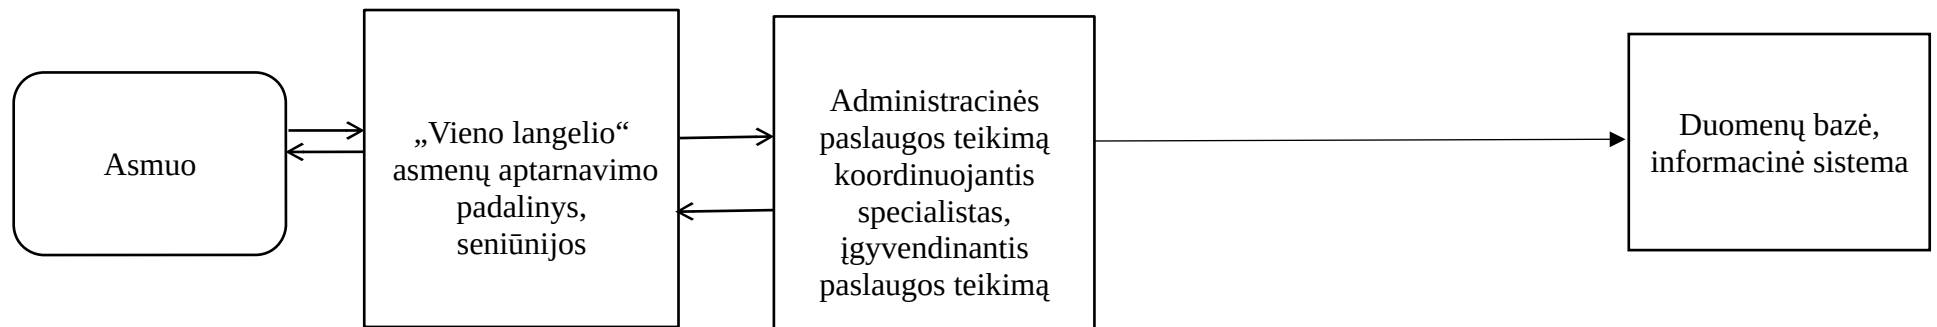 Asmuo
„Vieno langelio“
asmenų aptarnavimo
padalinys,
seniūnijos
Administracinės
paslaugos teikimą
koordinuojantis
specialistas,
įgyvendinantis
paslaugos teikimą
Duomenų bazė,
informacinė sistema